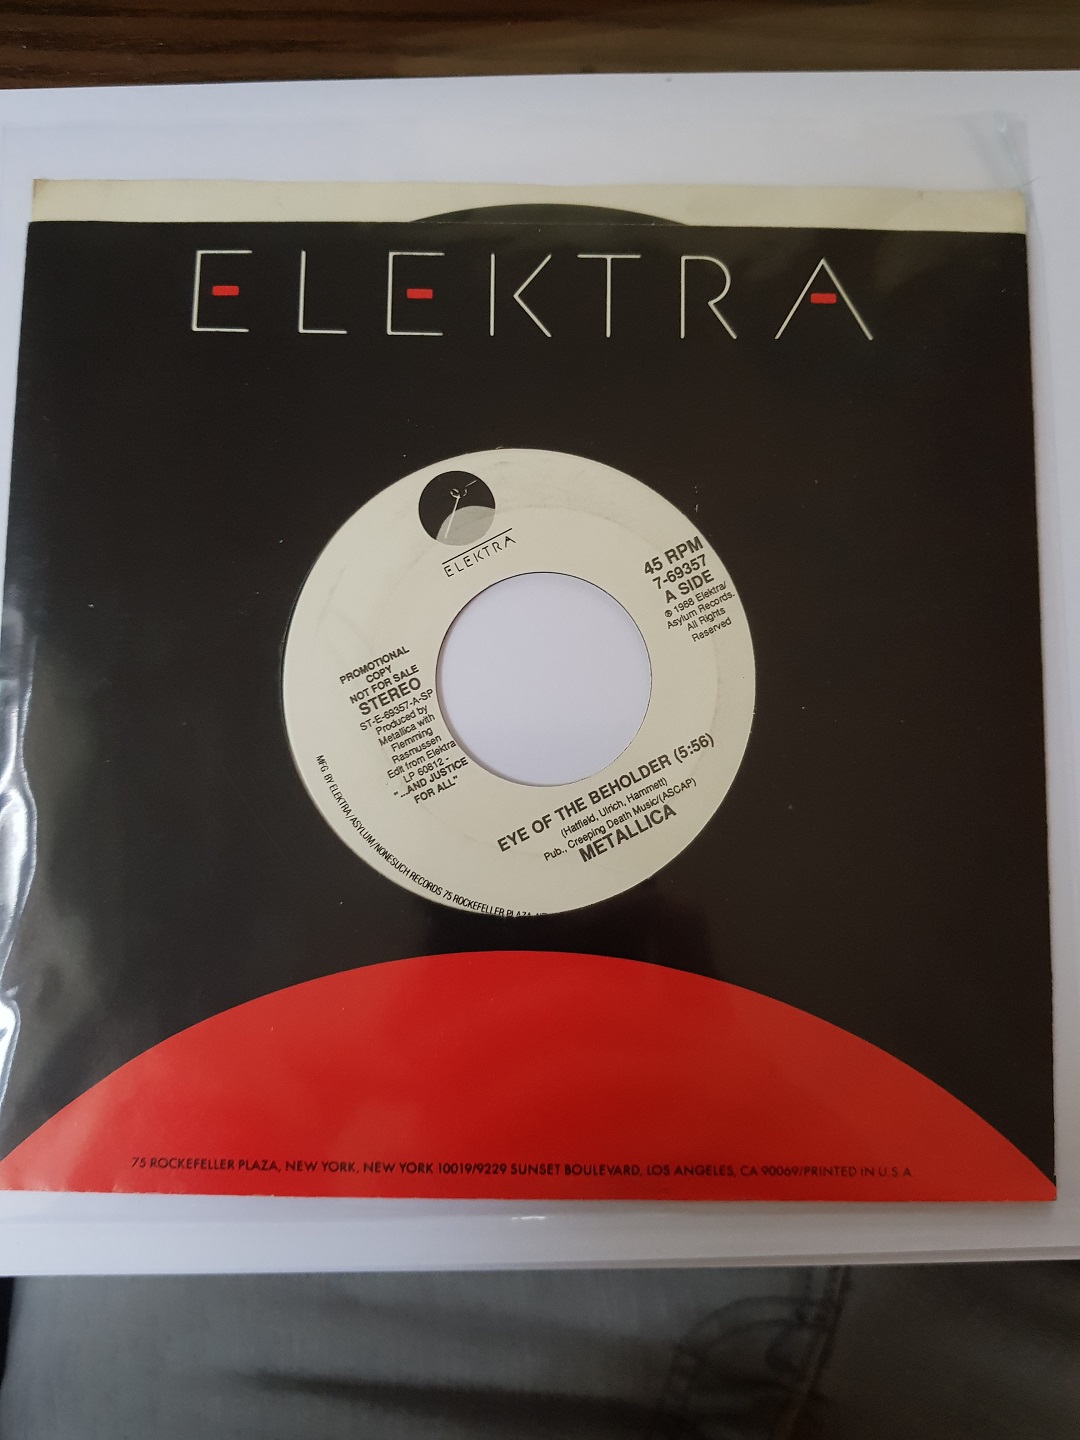 ELEKTRA
ELEKTRA
45 RPM
7-69357
A SIDE
℗ 1988 Elektra/
Asylum Records.
All Rights
Reserved
PROMOTIONAL
COPY
NOT FOR SALE
STEREO
ST-E-69357-A-SP
Produced by
Metallica with
Flemming
Rasmussen
Edit from Elektra
LP 60812 -
"...AND JUSTICE
FOR ALL"
EYE OF THE BEHOLDER (5:56)
(Hatfield, Ulrich, Hammett)
Pub., Creeping Death Music/(ASCAP)
METALLICA
MFG BY ELEKTRA/ASYLUM/NONESUCH RECORDS 75 ROCKEFELLER PLAZA,
75 ROCKEFELLER PLAZA, NEW YORK, NEW YORK 10019/9229 SUNSET BOULEVARD, LOS ANGELES, CA 90069/PRINTED IN U.S.A.